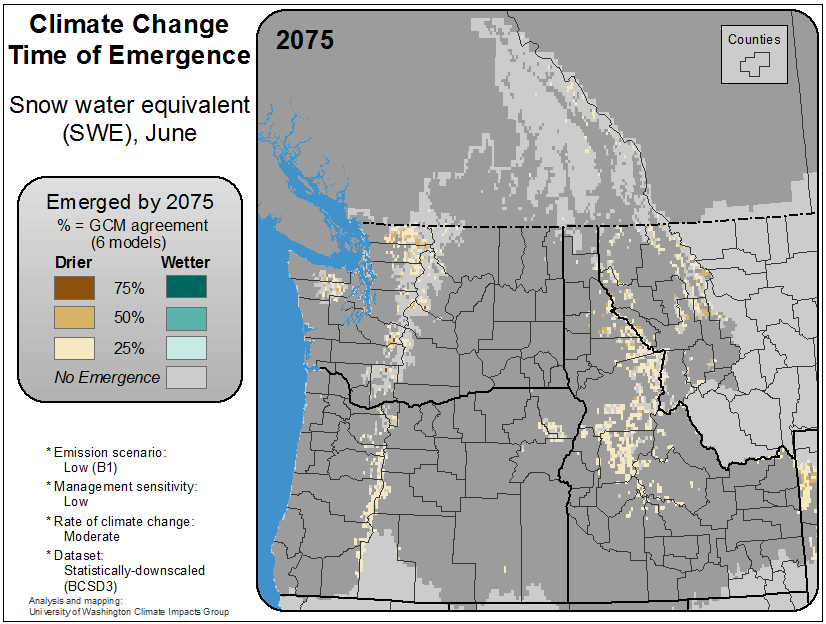 Climate Change
Time of Emergence
Snow water equivalent
(SWE), June
Emerged by 2075
% = GCM agreement
(6 models)
Drier Wetter
75%
50%
25%
No Emergence
* Emission scenario:
Low (B1)
* Management sensitivity:
Low
* Rate of climate change:
Moderate
* Dataset:
Statistically-downscaled
(BCSD3)
Analysis and mapping:
University of Washington Climate Impacts Group
2075
Counties